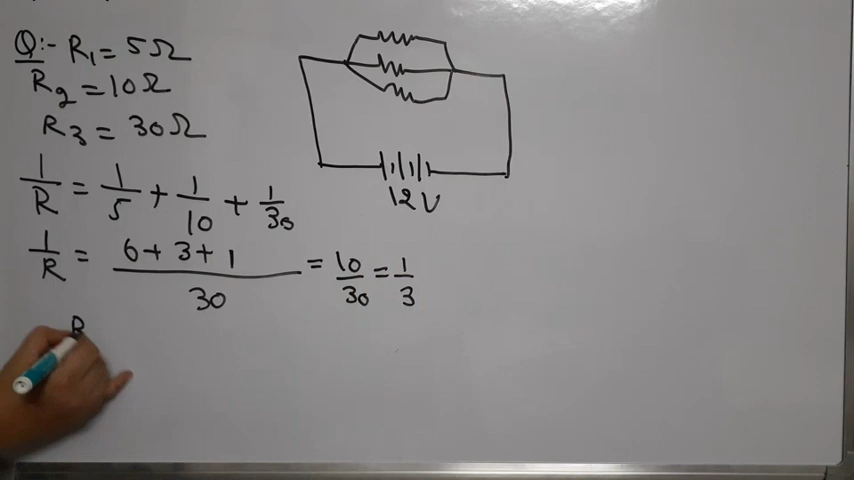 Q:- R₁ = 5Ω
R₂ = 10Ω
R₃ = 30Ω
1/R = 1/5 + 1/10 + 1/30
1/R = 6 + 3 + 1 / 30 = 10/30 = 1/3
R
12V